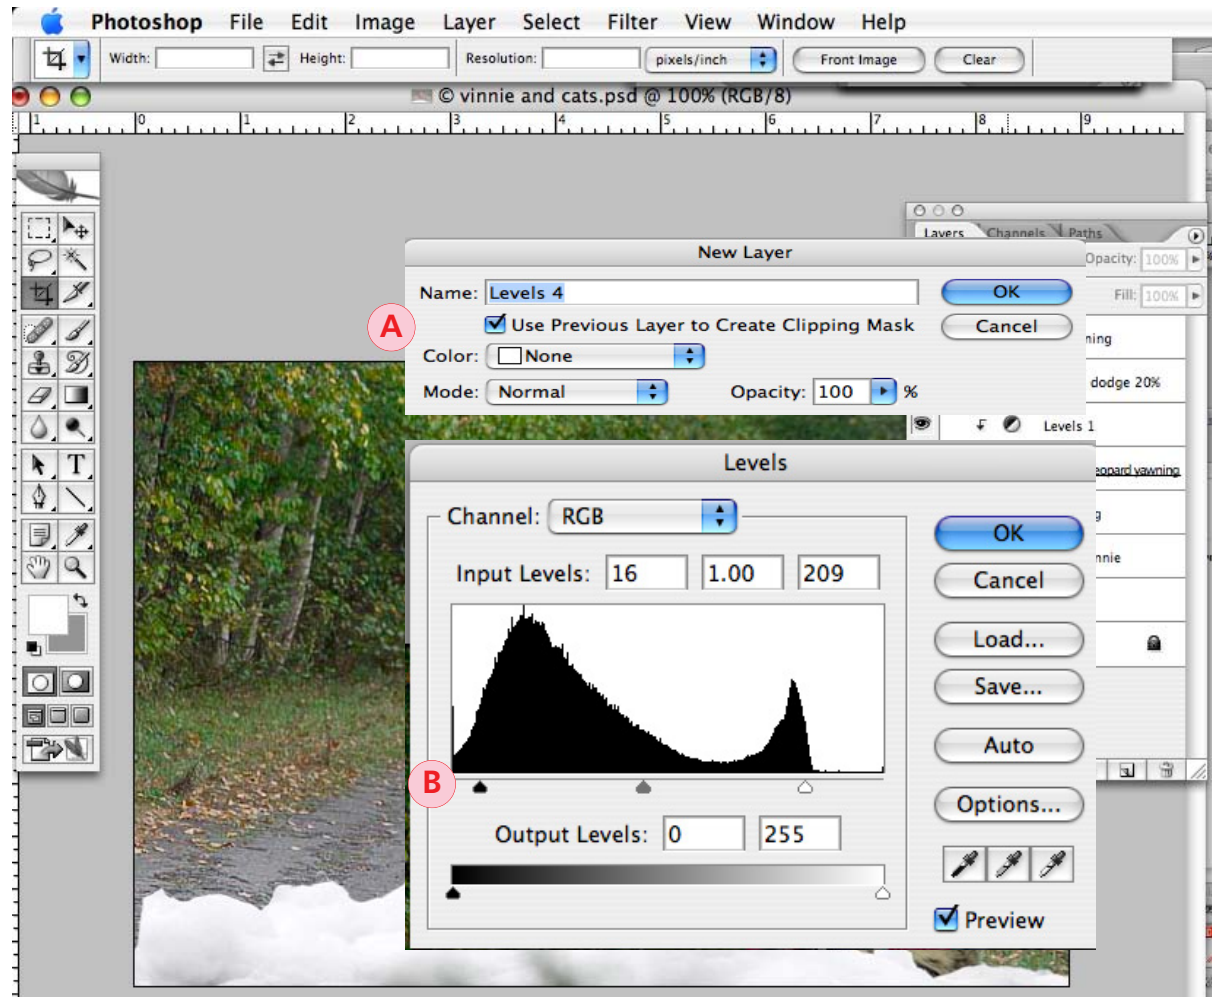 Photoshop File Edit Image Layer Select Filter View Window Help
Width: Height: Resolution: pixels/inch Front Image Clear
© vinnie and cats.psd @ 100% (RGB/8)
1 0 1 2 3 4 5 6 7 8 9
Layers Channels Paths
New Layer
Opacity: 100%
Name: Levels 4 OK
Fill: 100%
A Use Previous Layer to Create Clipping Mask Cancel
Color: None
Mode: Normal Opacity: 100 %
dodge 20%
Levels 1
Levels
yawning
Channel: RGB OK
Input Levels: 16 1.00 209 Cancel
Load...
Save...
Auto
B
Options...
Output Levels: 0 255
Preview
T